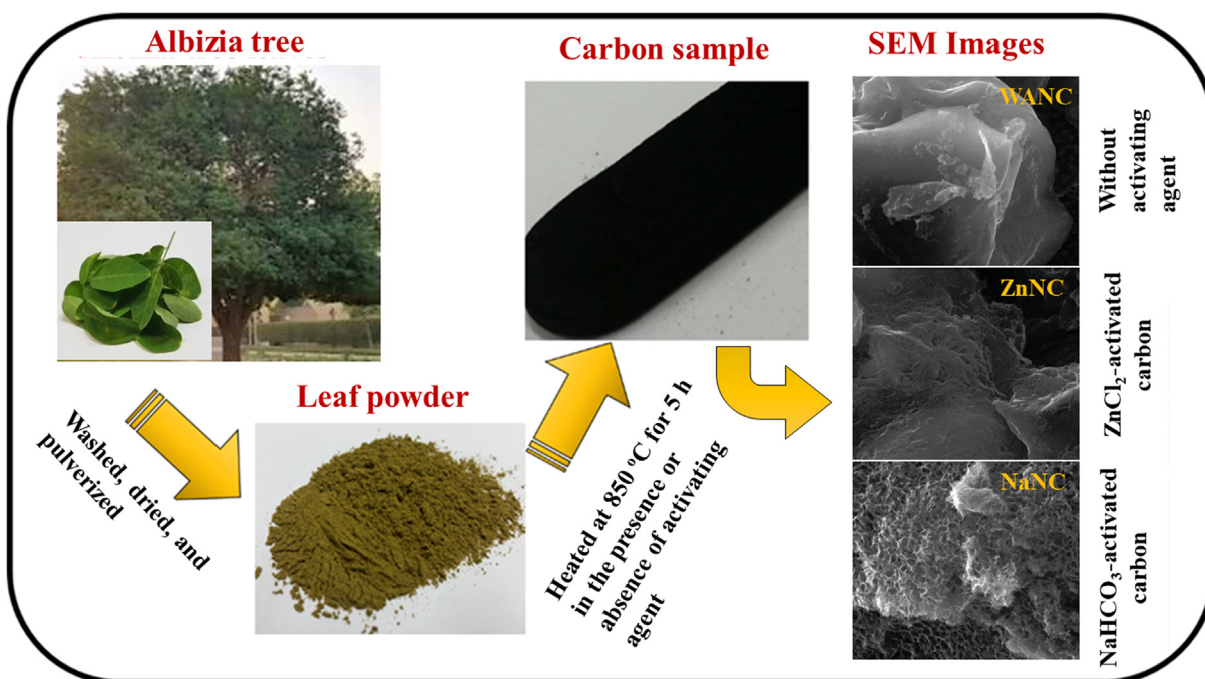 Albizia tree
Carbon sample
SEM Images
WANC
Without
activating
agent
ZnNC
ZnCl₂-activated
carbon
NaNC
NaHCO₃-activated
carbon
Leaf powder
Washed, dried, and
pulverized
Heated at 850 ºC for 5 h
in the presence or
absence of activating
agent